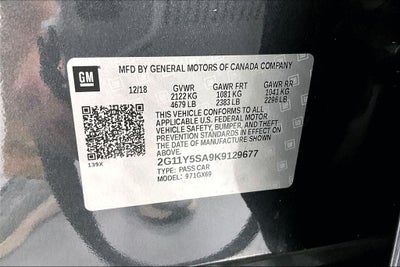 GM
MFD BY GENERAL MOTORS OF CANADA COMPANY
12/18 GVWR GAWR FRT GAWR RR
2122 KG 1081 KG 1041 KG
4679 LB 2383 LB 2296 LB
THIS VEHICLE CONFORMS TO ALL
APPLICABLE U.S. FEDERAL MOTOR
VEHICLE SAFETY, BUMPER, AND THEFT
PREVENTION STANDARDS IN EFFECT ON
THE DATE OF MANUFACTURE SHOWN
ABOVE.
139X
2G11Y5SA9K9129677
TYPE: PASS CAR
MODEL: 971GX69